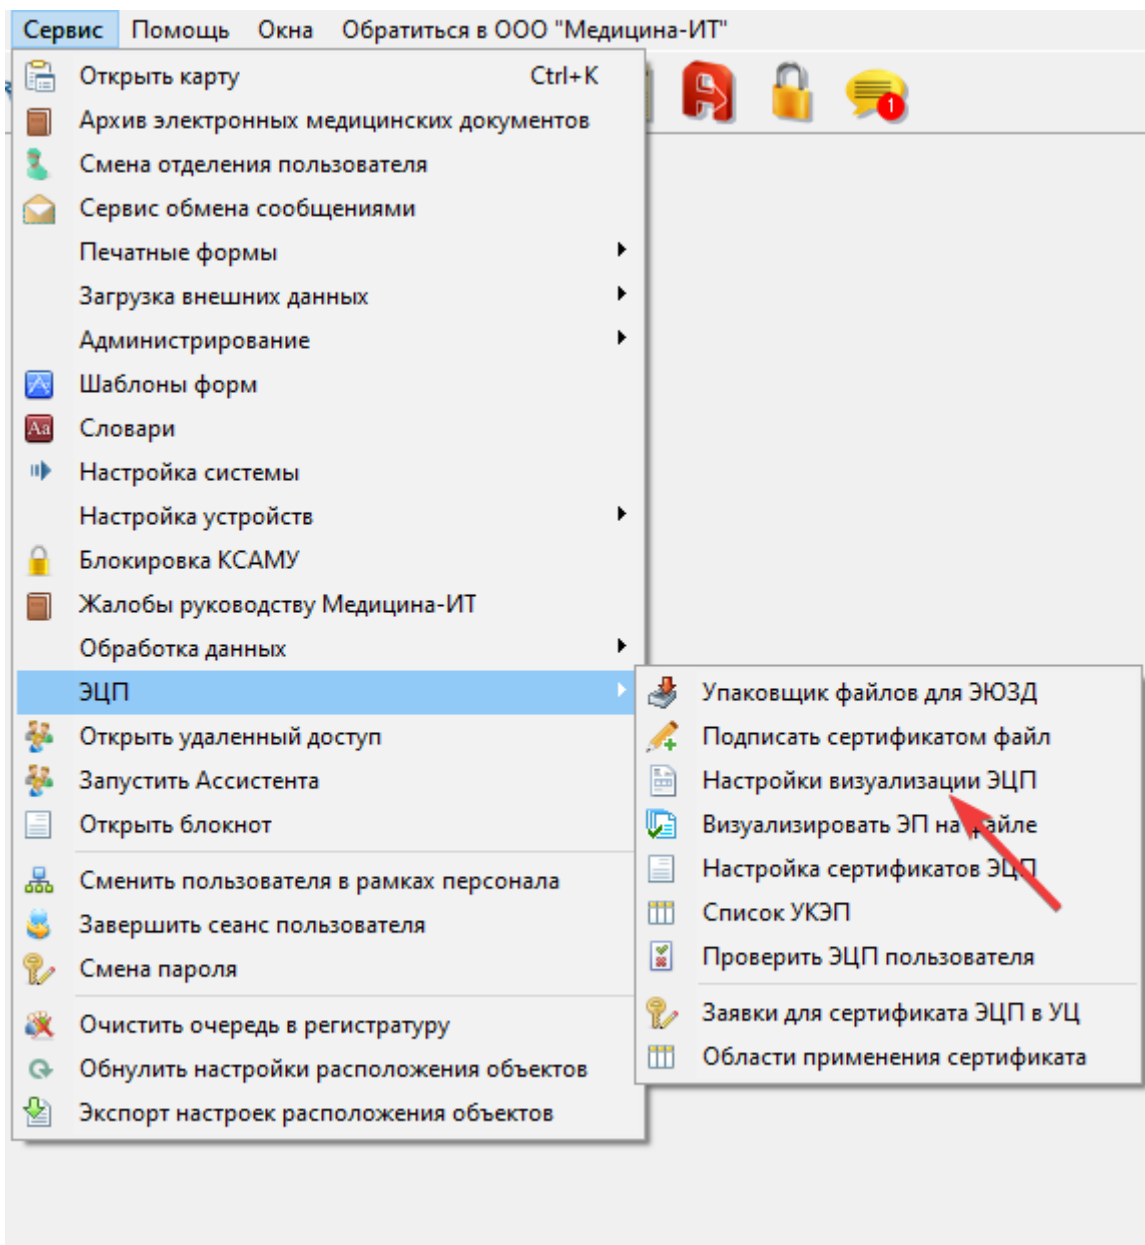 Сервис Помощь Окна Обратиться в ООО "Медицина-ИТ"
Открыть карту Ctrl+K
1
Архив электронных медицинских документов
Смена отделения пользователя
Сервис обмена сообщениями
Печатные формы
Загрузка внешних данных
Администрирование
Шаблоны форм
Aa Словари
Настройка системы
Настройка устройств
Блокировка КСАМУ
Жалобы руководству Медицина-ИТ
Обработка данных
ЭЦП
Открыть удаленный доступ
Запустить Ассистента
Открыть блокнот
Сменить пользователя в рамках персонала
Завершить сеанс пользователя
Смена пароля
Очистить очередь в регистратуру
Обнулить настройки расположения объектов
Экспорт настроек расположения объектов
Упаковщик файлов для ЭЮЗД
Подписать сертификатом файл
Настройки визуализации ЭЦП
Визуализировать ЭП на файле
Настройка сертификатов ЭЦП
Список УКЭП
Проверить ЭЦП пользователя
Заявки для сертификата ЭЦП в УЦ
Области применения сертификата